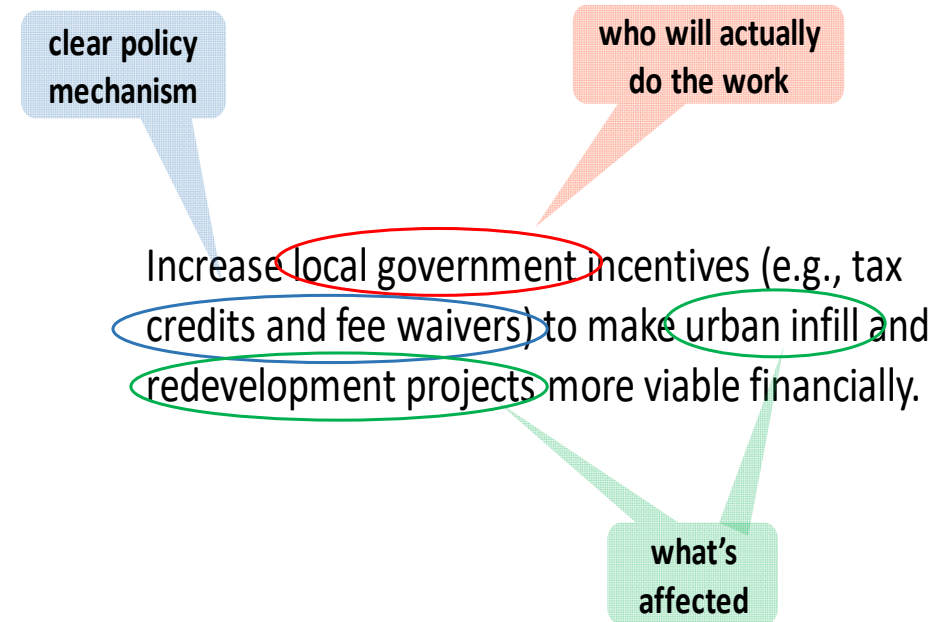 clear policy
mechanism
who will actually
do the work
Increase local government incentives (e.g., tax
credits and fee waivers) to make urban infill and
redevelopment projects more viable financially.
what's
affected